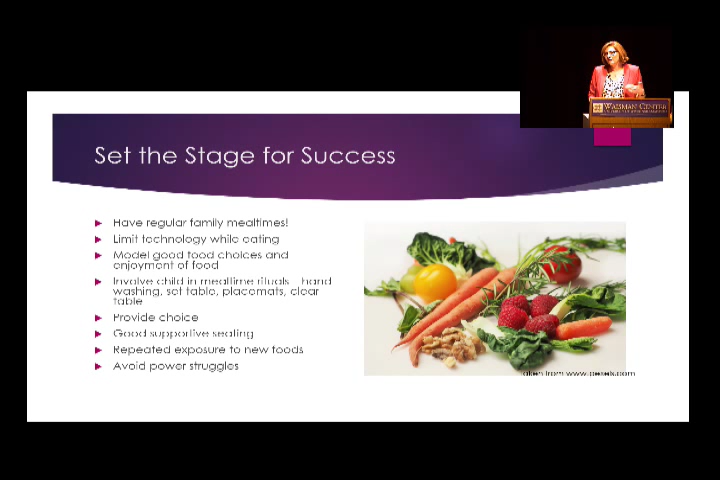 WAISMAN CENTER
Set the Stage for Success
Have regular family mealtimes!
Limit technology while eating
Model good food choices and
enjoyment of food
Involve child in mealtime rituals hand
washing, set table, placemats, clear
table
Provide choice
Good supportive seating
Repeated exposure to new foods
Avoid power struggles
taken from www.pexels.com